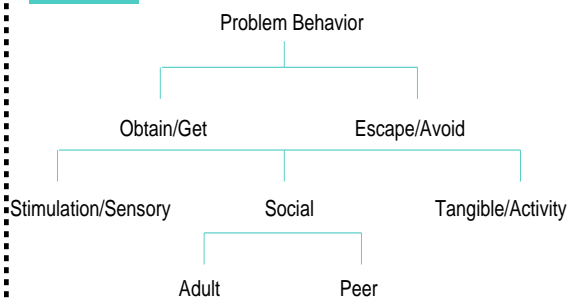 Problem Behavior
Obtain/Get Escape/Avoid
Stimulation/Sensory Social Tangible/Activity
Adult Peer